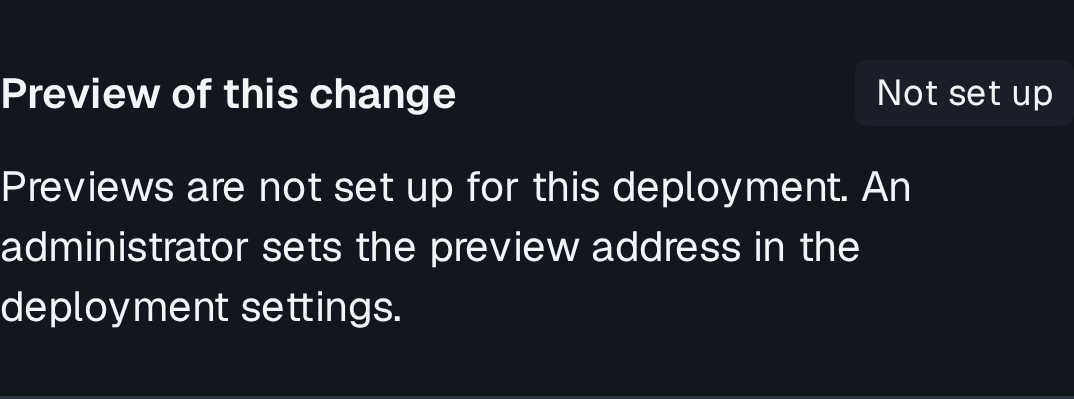 Preview of this change
Not set up
Previews are not set up for this deployment. An
administrator sets the preview address in the
deployment settings.